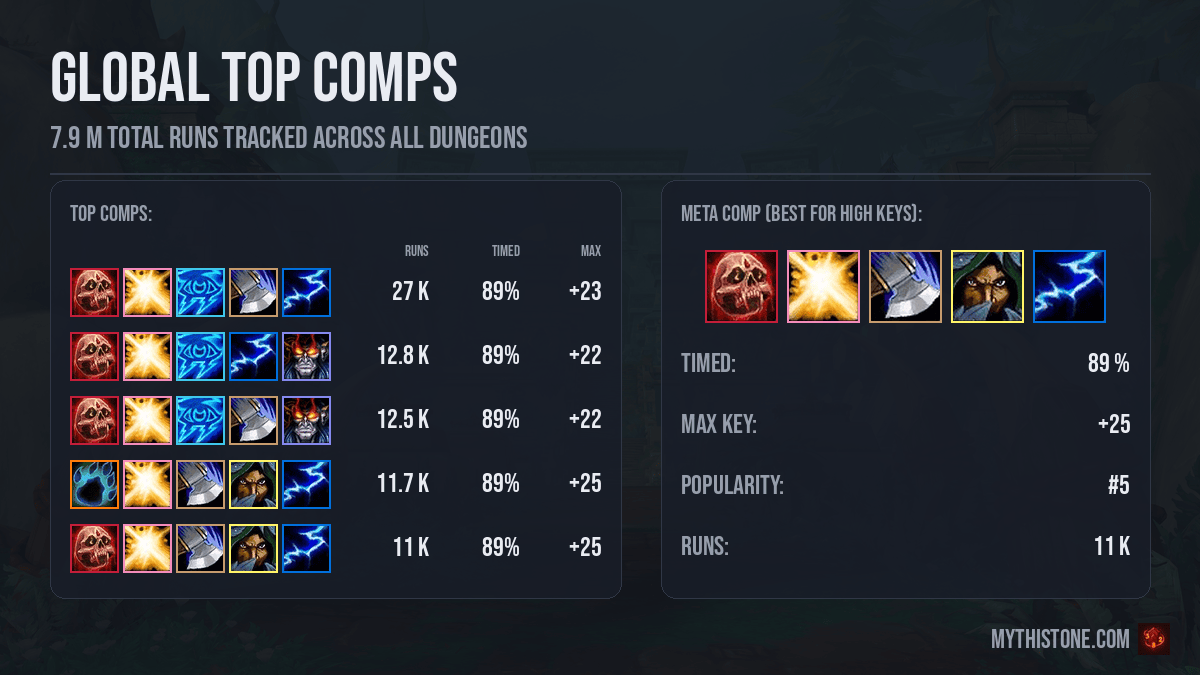 GLOBAL TOP COMPS
7.9 M TOTAL RUNS TRACKED ACROSS ALL DUNGEONS
TOP COMPS:
RUNS TIMED MAX
27 K 89% +23
12.8 K 89% +22
12.5 K 89% +22
11.7 K 89% +25
11 K 89% +25
META COMP (BEST FOR HIGH KEYS):
TIMED: 89 %
MAX KEY: +25
POPULARITY: #5
RUNS: 11 K
MYTHISTONE.COM